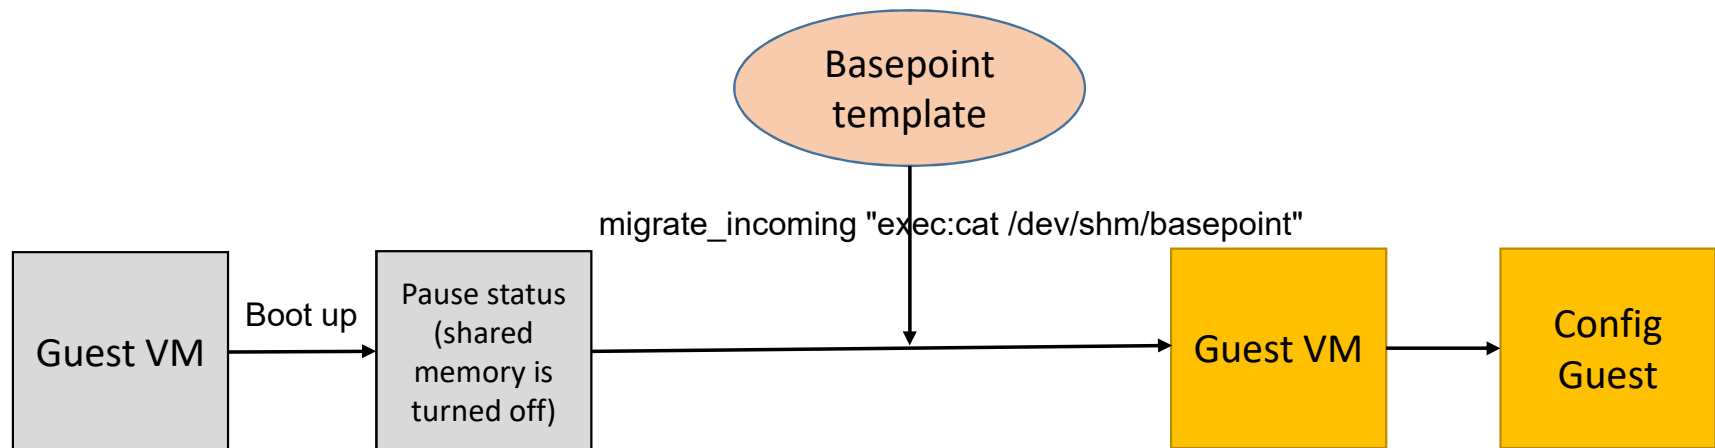 Basepoint
template
migrate_incoming "exec:cat /dev/shm/basepoint"
Guest VM
Boot up
Pause status
(shared
memory is
turned off)
Guest VM
Config
Guest